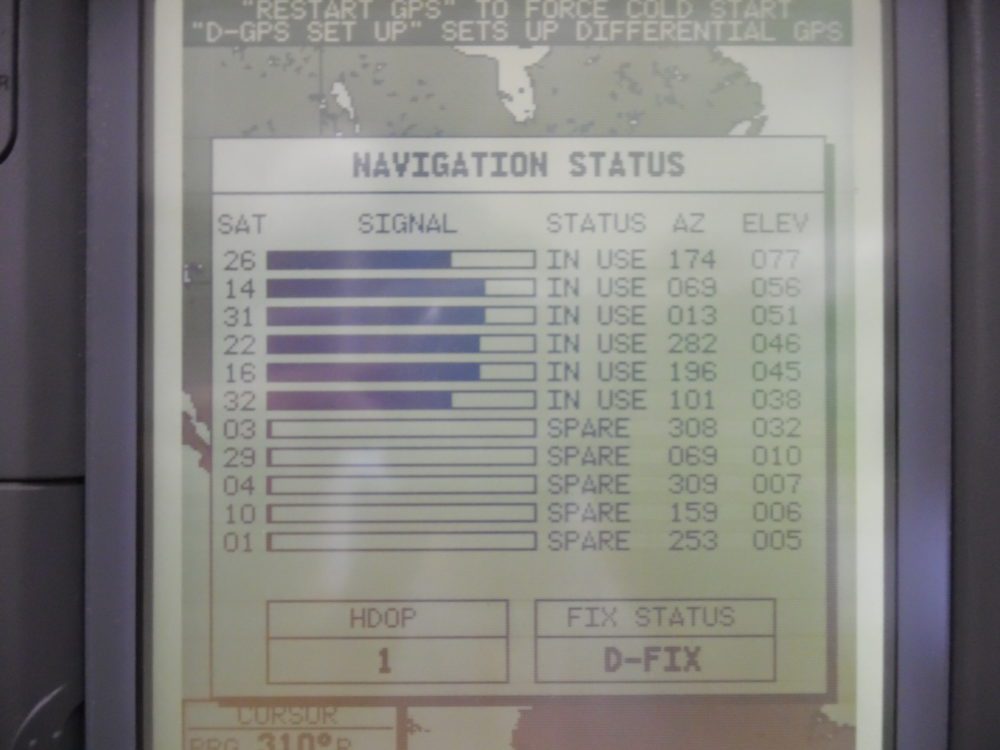 "RESTART GPS" TO FORCE COLD START
"D-GPS SET UP" SETS UP DIFFERENTIAL GPS
NAVIGATION STATUS
SAT SIGNAL STATUS AZ ELEV
26 IN USE 174 077
14 IN USE 069 056
31 IN USE 013 051
22 IN USE 282 046
16 IN USE 196 045
32 IN USE 101 038
03 SPARE 308 032
29 SPARE 069 010
04 SPARE 309 007
10 SPARE 159 006
01 SPARE 253 005
HDOP FIX STATUS
1 D-FIX
CURSOR
BRG 310°R